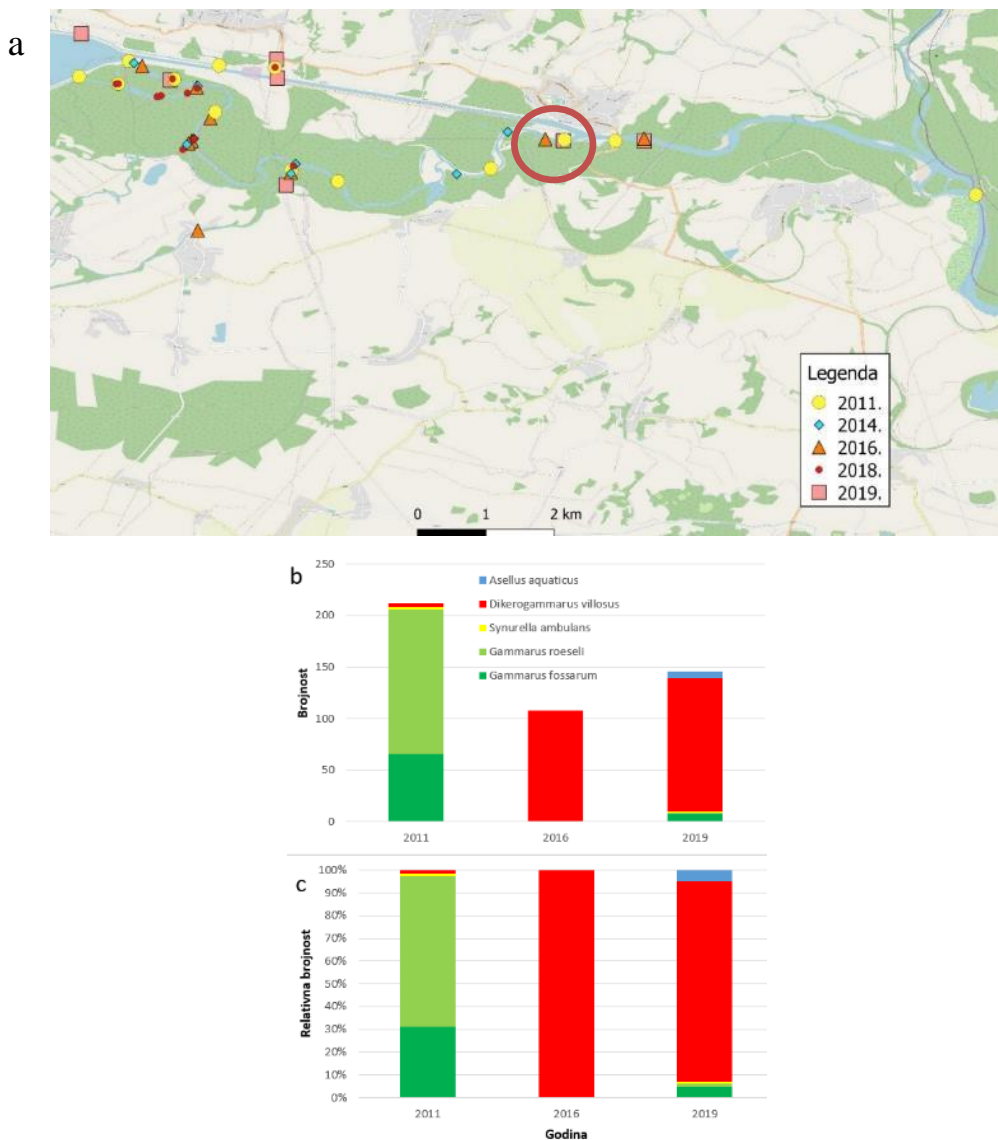 a
Legenda
2011.
2014.
2016.
2018.
2019.
0 1 2 km
b
Asellus aquaticus
Dikerogammarus villosus
Synurella ambulans
Gammarus roeseli
Gammarus fossarum
Brojnost
250
200
150
100
50
0
2011 2016 2019
c
Relativna brojnost
100%
90%
80%
70%
60%
50%
40%
30%
20%
10%
0%
2011 2016 2019
Godina